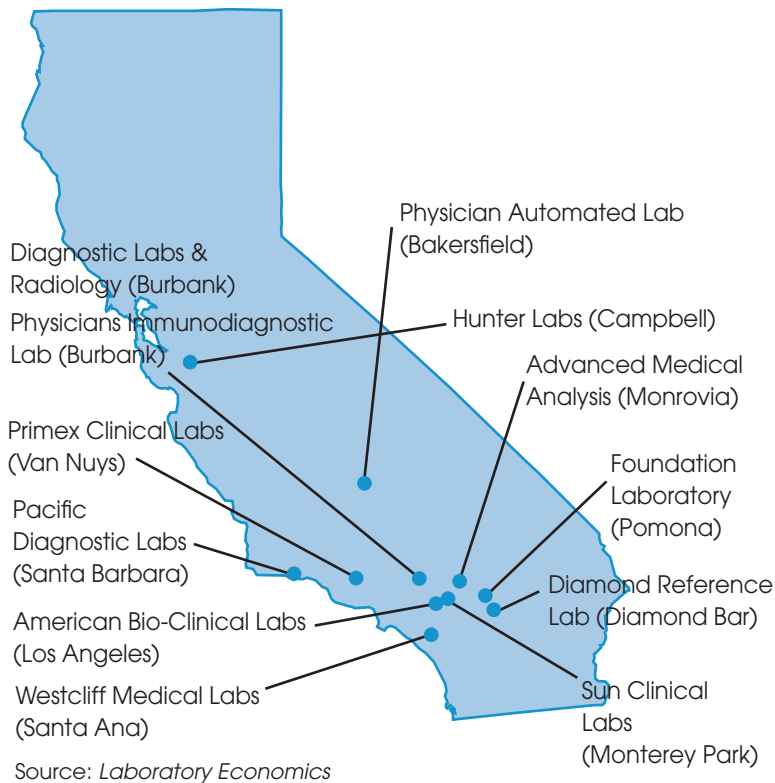 Physician Automated Lab
(Bakersfield)
Diagnostic Labs &
Radiology (Burbank)
Physicians Immunodiagnostic
Lab (Burbank)
Hunter Labs (Campbell)
Advanced Medical
Analysis (Monrovia)
Primex Clinical Labs
(Van Nuys)
Foundation
Laboratory
(Pomona)
Pacific
Diagnostic Labs
(Santa Barbara)
Diamond Reference
Lab (Diamond Bar)
American Bio-Clinical Labs
(Los Angeles)
Westcliff Medical Labs
(Santa Ana)
Sun Clinical
Labs
(Monterey Park)
Source: Laboratory Economics